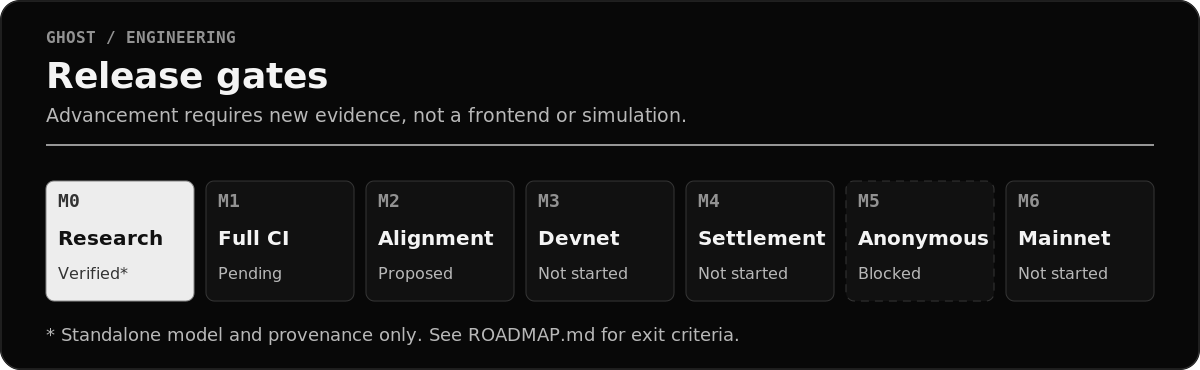 GHOST / ENGINEERING
Release gates
Advancement requires new evidence, not a frontend or simulation.
M0
Research
Verified*
M1
Full CI
Pending
M2
Alignment
Proposed
M3
Devnet
Not started
M4
Settlement
Not started
M5
Anonymous
Blocked
M6
Mainnet
Not started
* Standalone model and provenance only. See ROADMAP.md for exit criteria.